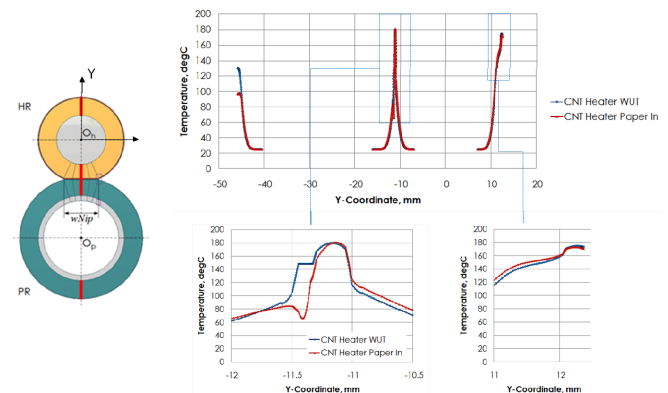 Y
HR
Oh
wNip
Op
PR
Temperature, degC
200
180
160
140
120
100
80
60
40
20
0
-50
-40
-30
-20
-10
0
10
20
Y-Coordinate, mm
CNT Heater WUT
CNT Heater Paper In
Temperature, degC
200
180
160
140
120
100
80
60
40
20
0
-12
-11.5
-11
-10.5
Y-Coordinate, mm
CNT Heater WUT
CNT Heater Paper In
Temperature, degC
200
180
160
140
120
100
80
60
40
20
0
11
12
Y-Coordinate, mm